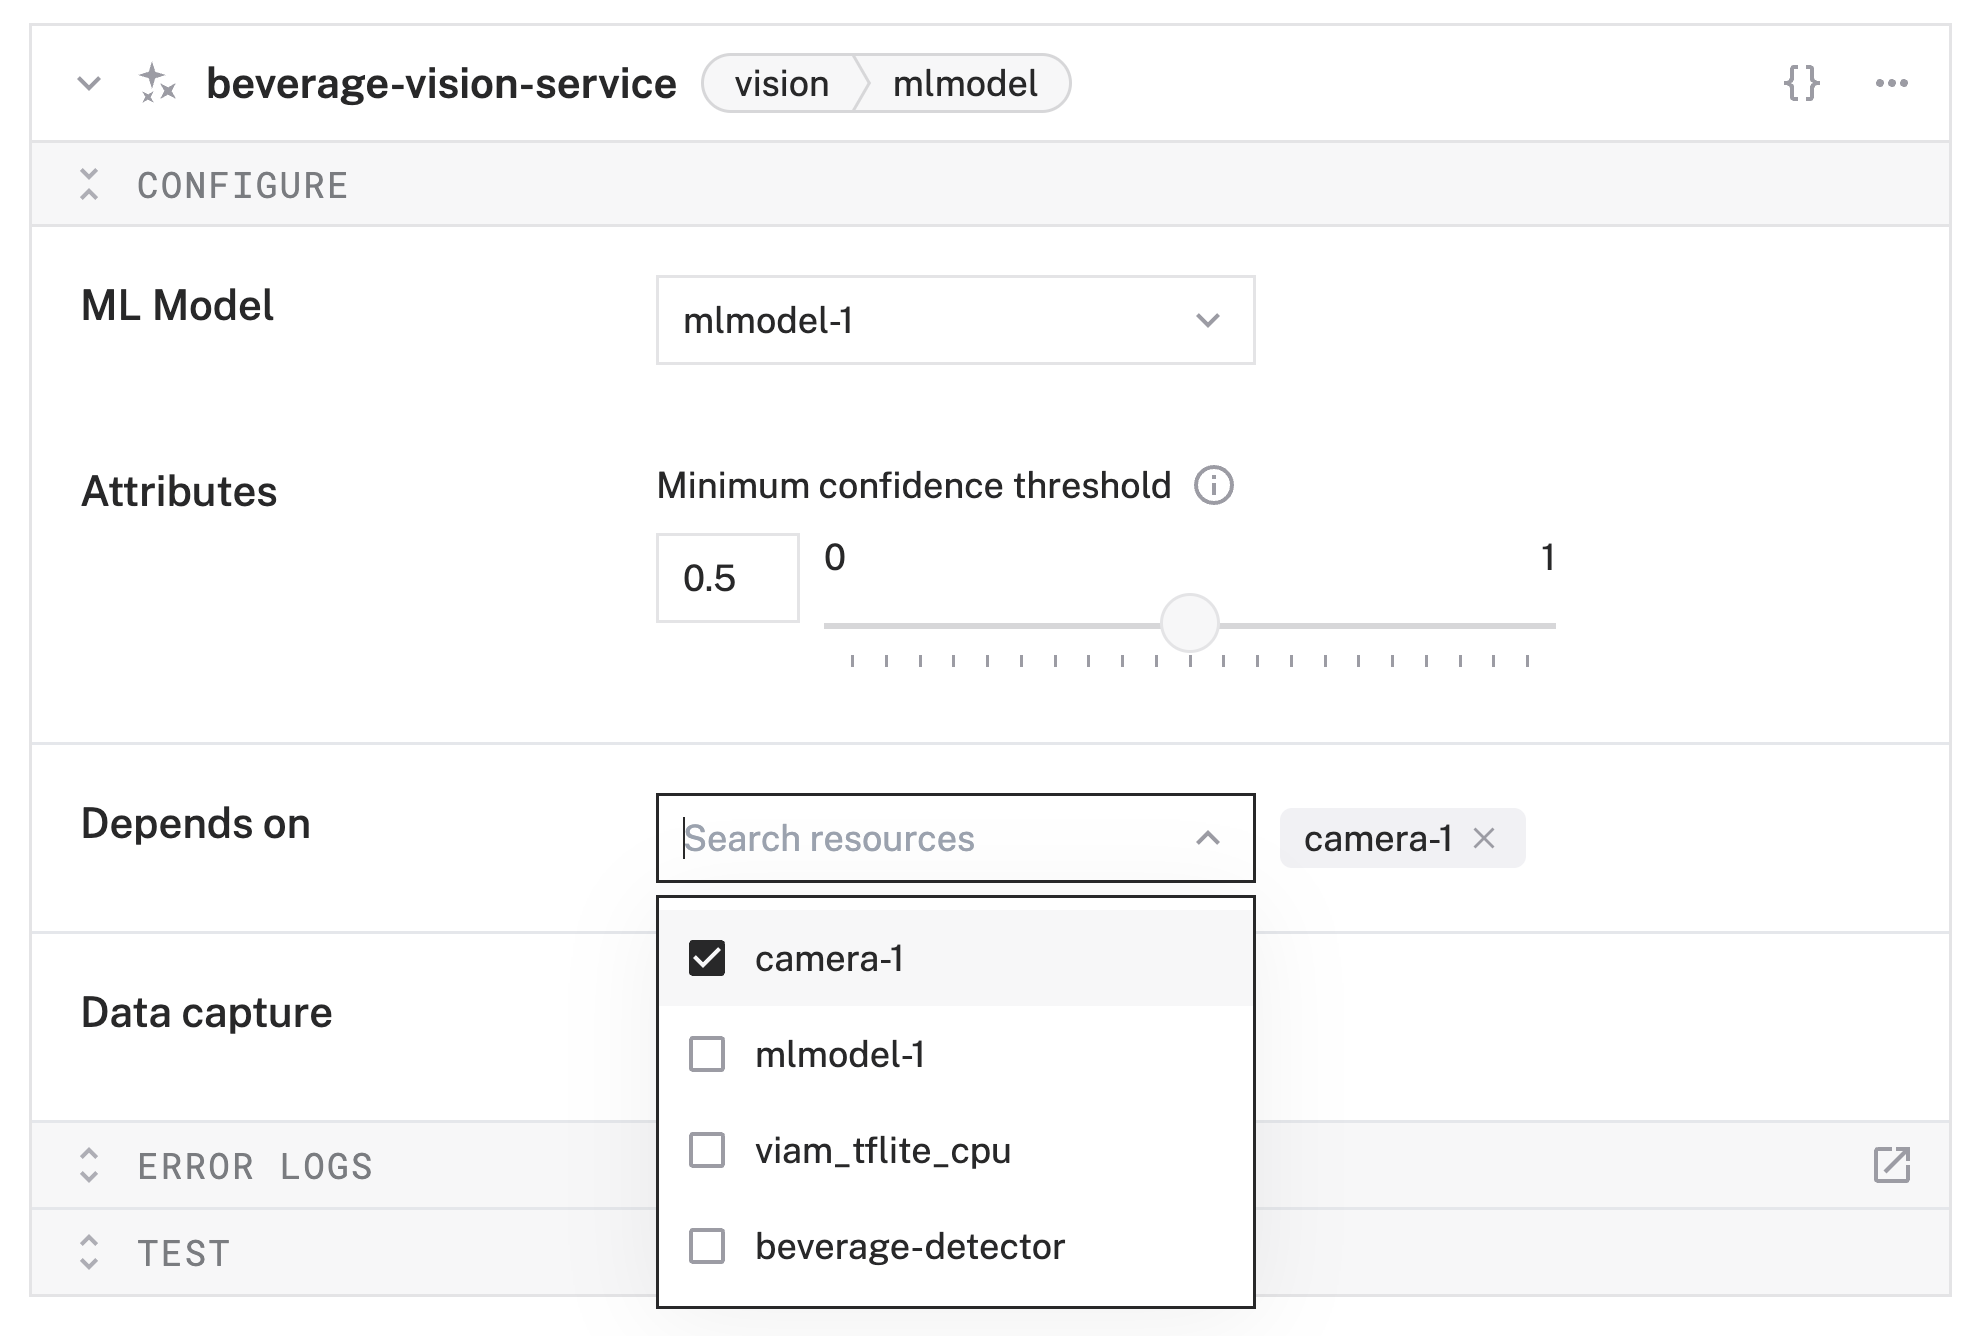 beverage-vision-service vision mlmodel {} ...
CONFIGURE
ML Model
mlmodel-1
Attributes
Minimum confidence threshold
0.5
0 1
Depends on
Search resources
camera-1
camera-1
mlmodel-1
viam_tflite_cpu
beverage-detector
Data capture
ERROR LOGS
TEST